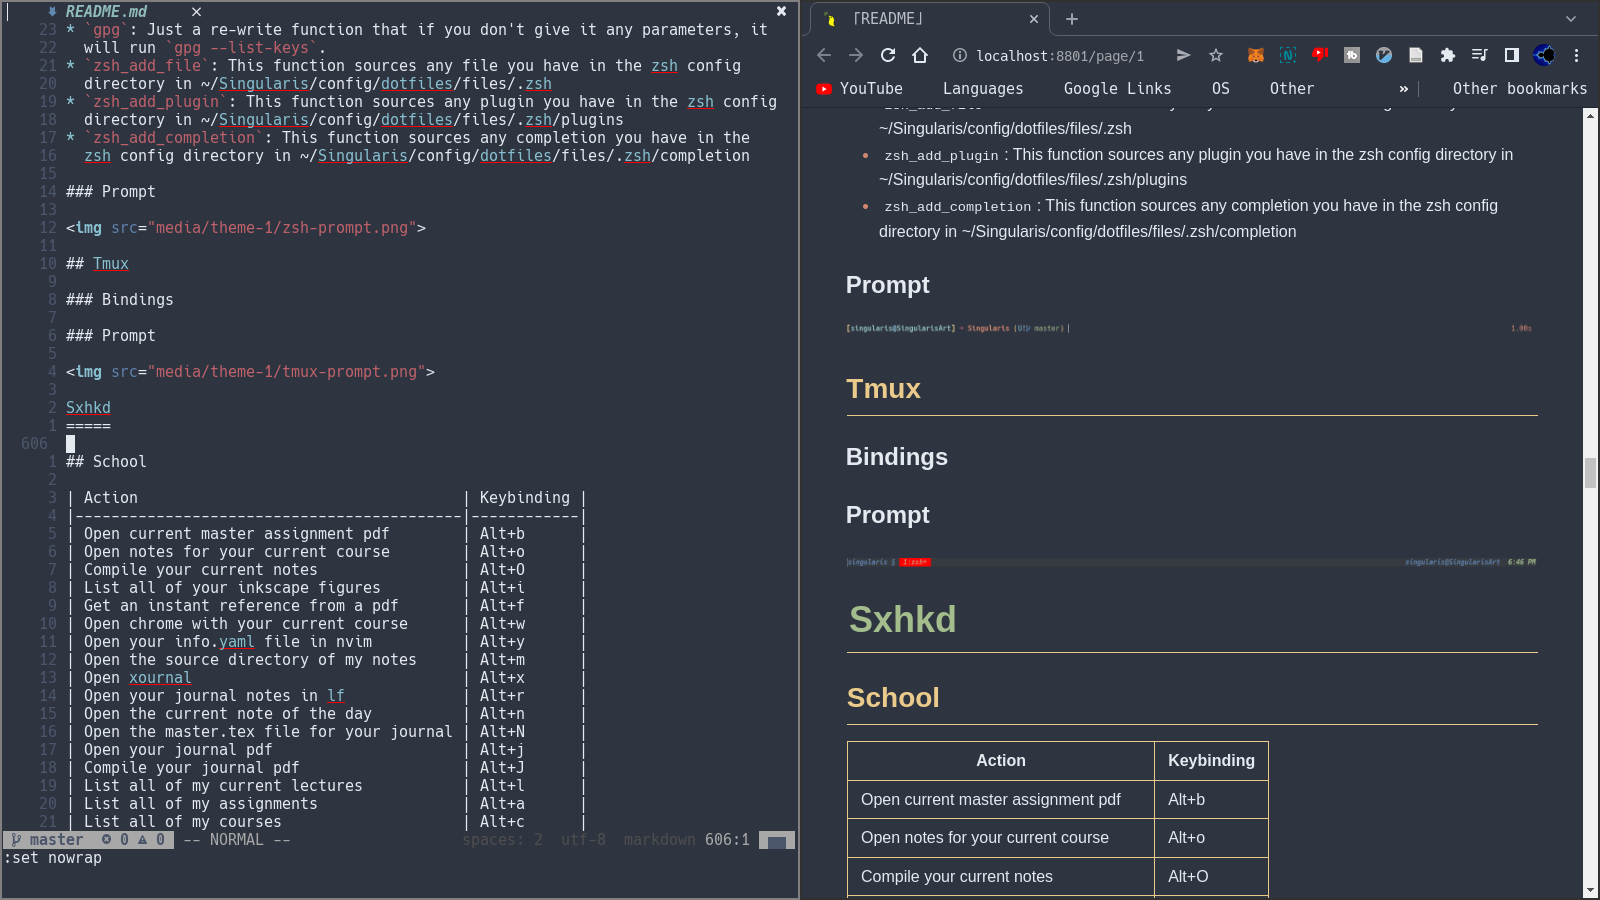 README.md ×
23 * `gpg`: Just a re-write function that if you don't give it any parameters, it
22 will run `gpg --list-keys`.
21 * `zsh_add_file`: This function sources any file you have in the zsh config
20 directory in ~/Singularis/config/dotfiles/files/.zsh
19 * `zsh_add_plugin`: This function sources any plugin you have in the zsh config
18 directory in ~/Singularis/config/dotfiles/files/.zsh/plugins
17 * `zsh_add_completion`: This function sources any completion you have in the
16 zsh config directory in ~/Singularis/config/dotfiles/files/.zsh/completion
15
14 ### Prompt
13
12 <img src="media/theme-1/zsh-prompt.png">
11
10 ## Tmux
9
8 ### Bindings
7
6 ### Prompt
5
4 <img src="media/theme-1/tmux-prompt.png">
3
2 Sxhkd
1 =====
606
1 ## School
2
3 | Action | Keybinding |
4 |-------------------------------------------|------------|
5 | Open current master assignment pdf | Alt+b |
6 | Open notes for your current course | Alt+o |
7 | Compile your current notes | Alt+O |
8 | List all of your inkscape figures | Alt+i |
9 | Get an instant reference from a pdf | Alt+f |
10 | Open chrome with your current course | Alt+w |
11 | Open your info.yaml file in nvim | Alt+y |
12 | Open the source directory of my notes | Alt+m |
13 | Open xournal | Alt+x |
14 | Open your journal notes in lf | Alt+r |
15 | Open the current note of the day | Alt+n |
16 | Open the master.tex file for your journal | Alt+N |
17 | Open your journal pdf | Alt+j |
18 | Compile your journal pdf | Alt+J |
19 | List all of my current lectures | Alt+l |
20 | List all of my assignments | Alt+a |
21 | List all of my courses | Alt+c |
master 0 0 -- NORMAL -- spaces: 2 utf-8 markdown 606:1
:set nowrap
「README」
localhost:8801/page/1
YouTube Languages Google Links OS Other » Other bookmarks
~/Singularis/config/dotfiles/files/.zsh
• zsh_add_plugin : This function sources any plugin you have in the zsh config directory in
~/Singularis/config/dotfiles/files/.zsh/plugins
• zsh_add_completion : This function sources any completion you have in the zsh config
directory in ~/Singularis/config/dotfiles/files/.zsh/completion
Prompt
[singularis@SingularisArt] Singularis master) 1.00s
Tmux
Bindings
Prompt
singularis 1:zsh* singularis@SingularisArt 6:46 PM
Sxhkd
School
Action Keybinding
Open current master assignment pdf Alt+b
Open notes for your current course Alt+o
Compile your current notes Alt+O